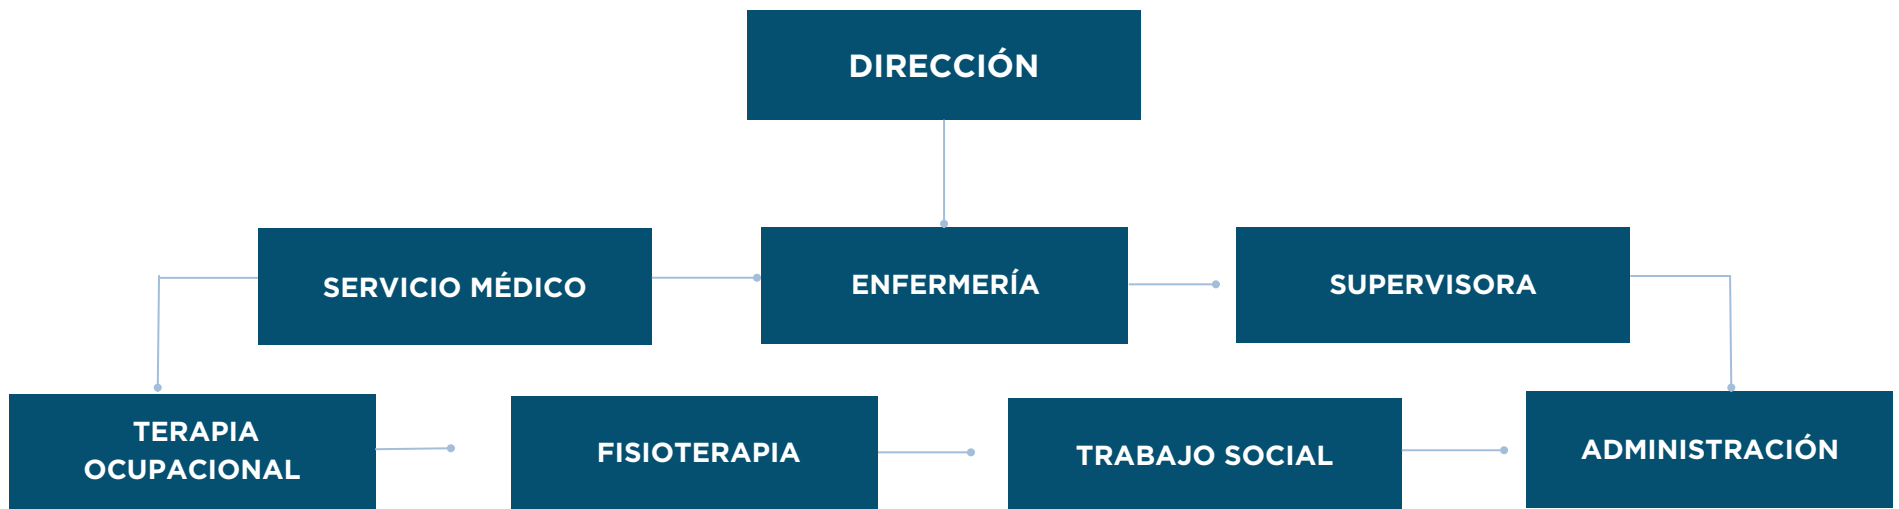 DIRECCIÓN
SERVICIO MÉDICO
ENFERMERÍA
SUPERVISORA
TERAPIA
OCUPACIONAL
FISIOTERAPIA
TRABAJO SOCIAL
ADMINISTRACIÓN